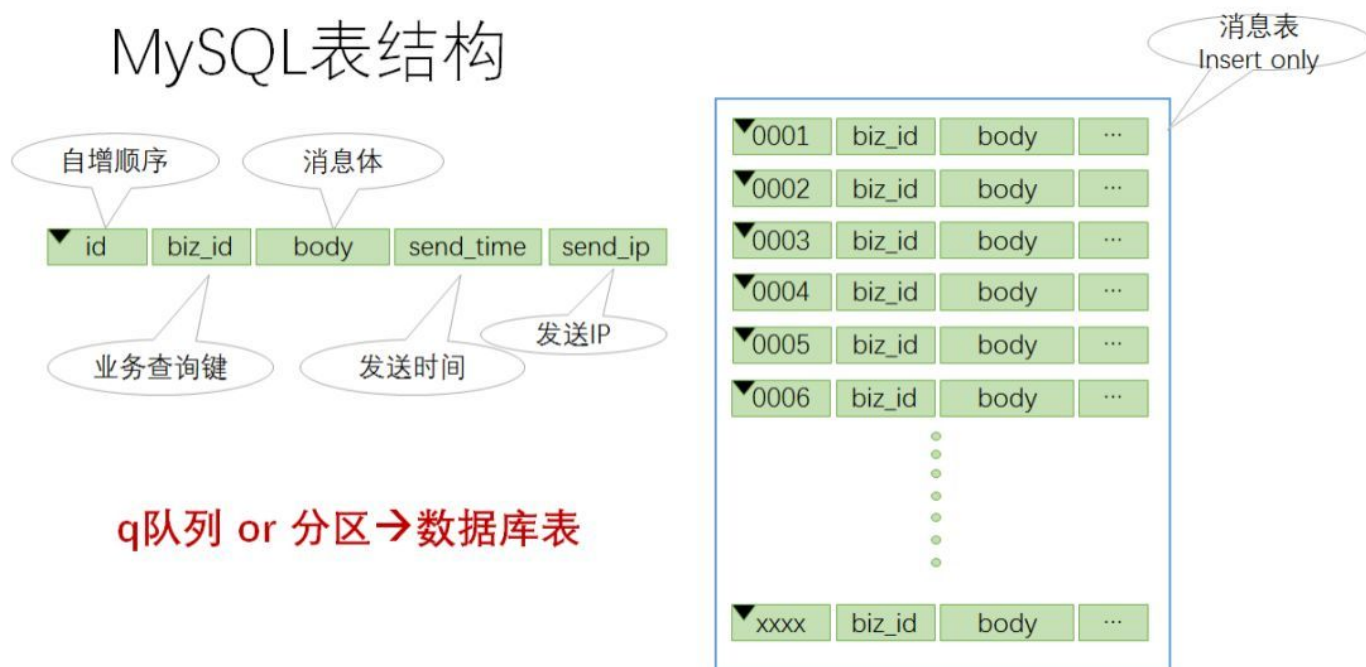 MySQL表结构
自增顺序
消息体
id biz_id body send_time send_ip
业务查询键
发送时间
发送IP
q队列 or 分区→数据库表
消息表
Insert only
0001 biz_id body ...
0002 biz_id body ...
0003 biz_id body ...
0004 biz_id body ...
0005 biz_id body ...
0006 biz_id body ...
xxxx biz_id body ...